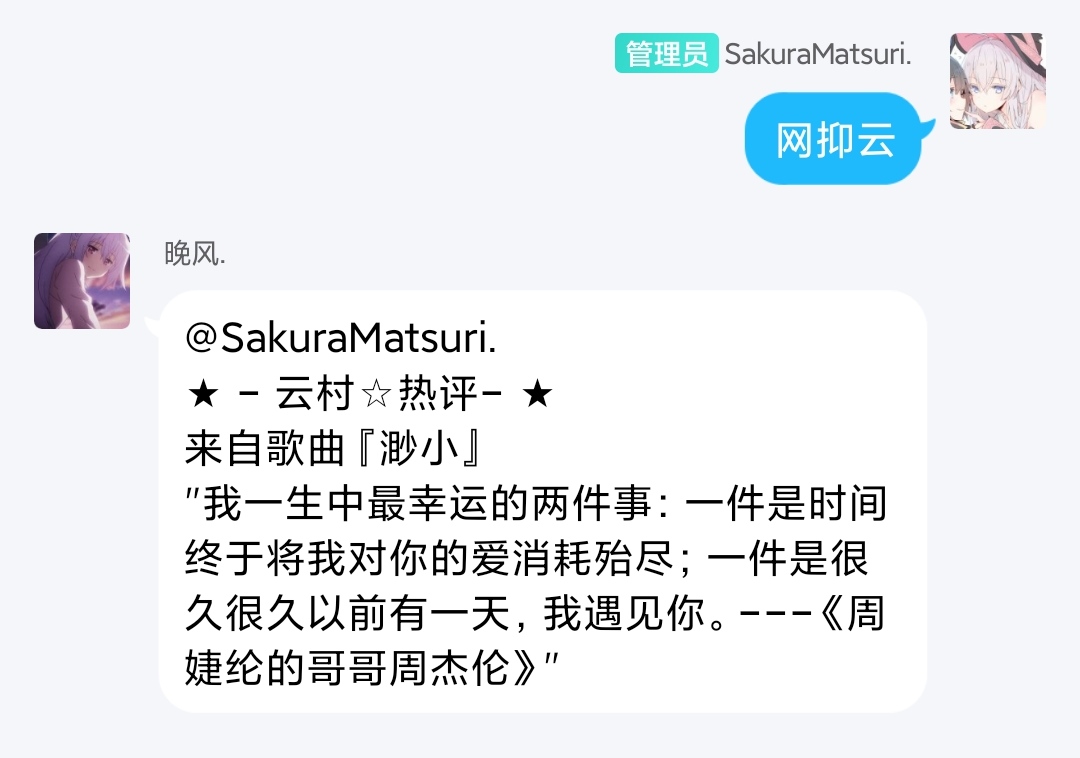 管理员 SakuraMatsuri.
网抑云
晚风.
@SakuraMatsuri.
★ - 云村☆热评- ★
来自歌曲『渺小』
"我一生中最幸运的两件事：一件是时间
终于将我对你的爱消耗殆尽；一件是很
久很久以前有一天，我遇见你。---《周
婕纶的哥哥周杰伦》"